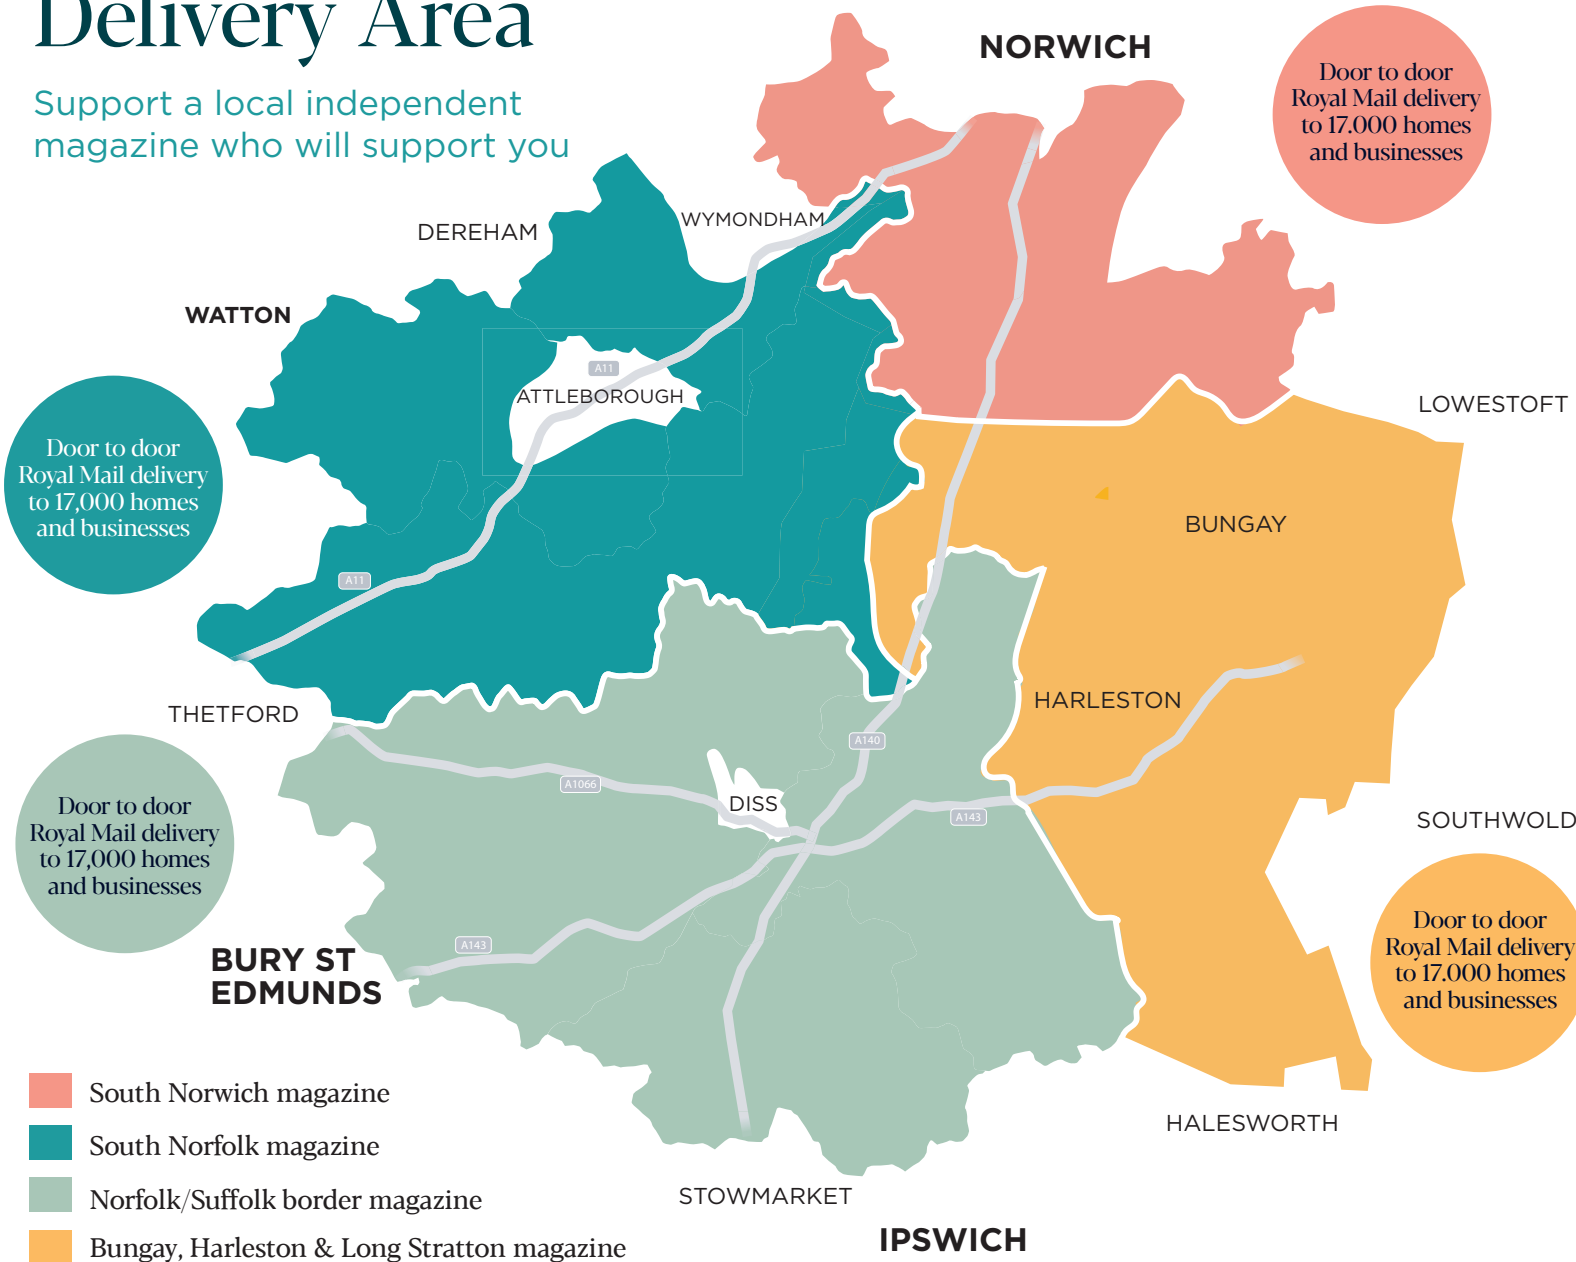 Delivery Area
Support a local independent
magazine who will support you
NORWICH
Door to door
Royal Mail delivery
to 17.000 homes
and businesses
WYMONDHAM
DEREHAM
WATTON
A11
ATTLEBOROUGH
LOWESTOFT
Door to door
Royal Mail delivery
to 17,000 homes
and businesses
BUNGAY
A11
HARLESTON
THETFORD
A140
A1066
DISS
A143
SOUTHWOLD
Door to door
Royal Mail delivery
to 17,000 homes
and businesses
Door to door
Royal Mail delivery
to 17.000 homes
and businesses
A143
BURY ST
EDMUNDS
HALESWORTH
STOWMARKET
IPSWICH
South Norwich magazine
South Norfolk magazine
Norfolk/Suffolk border magazine
Bungay, Harleston & Long Stratton magazine